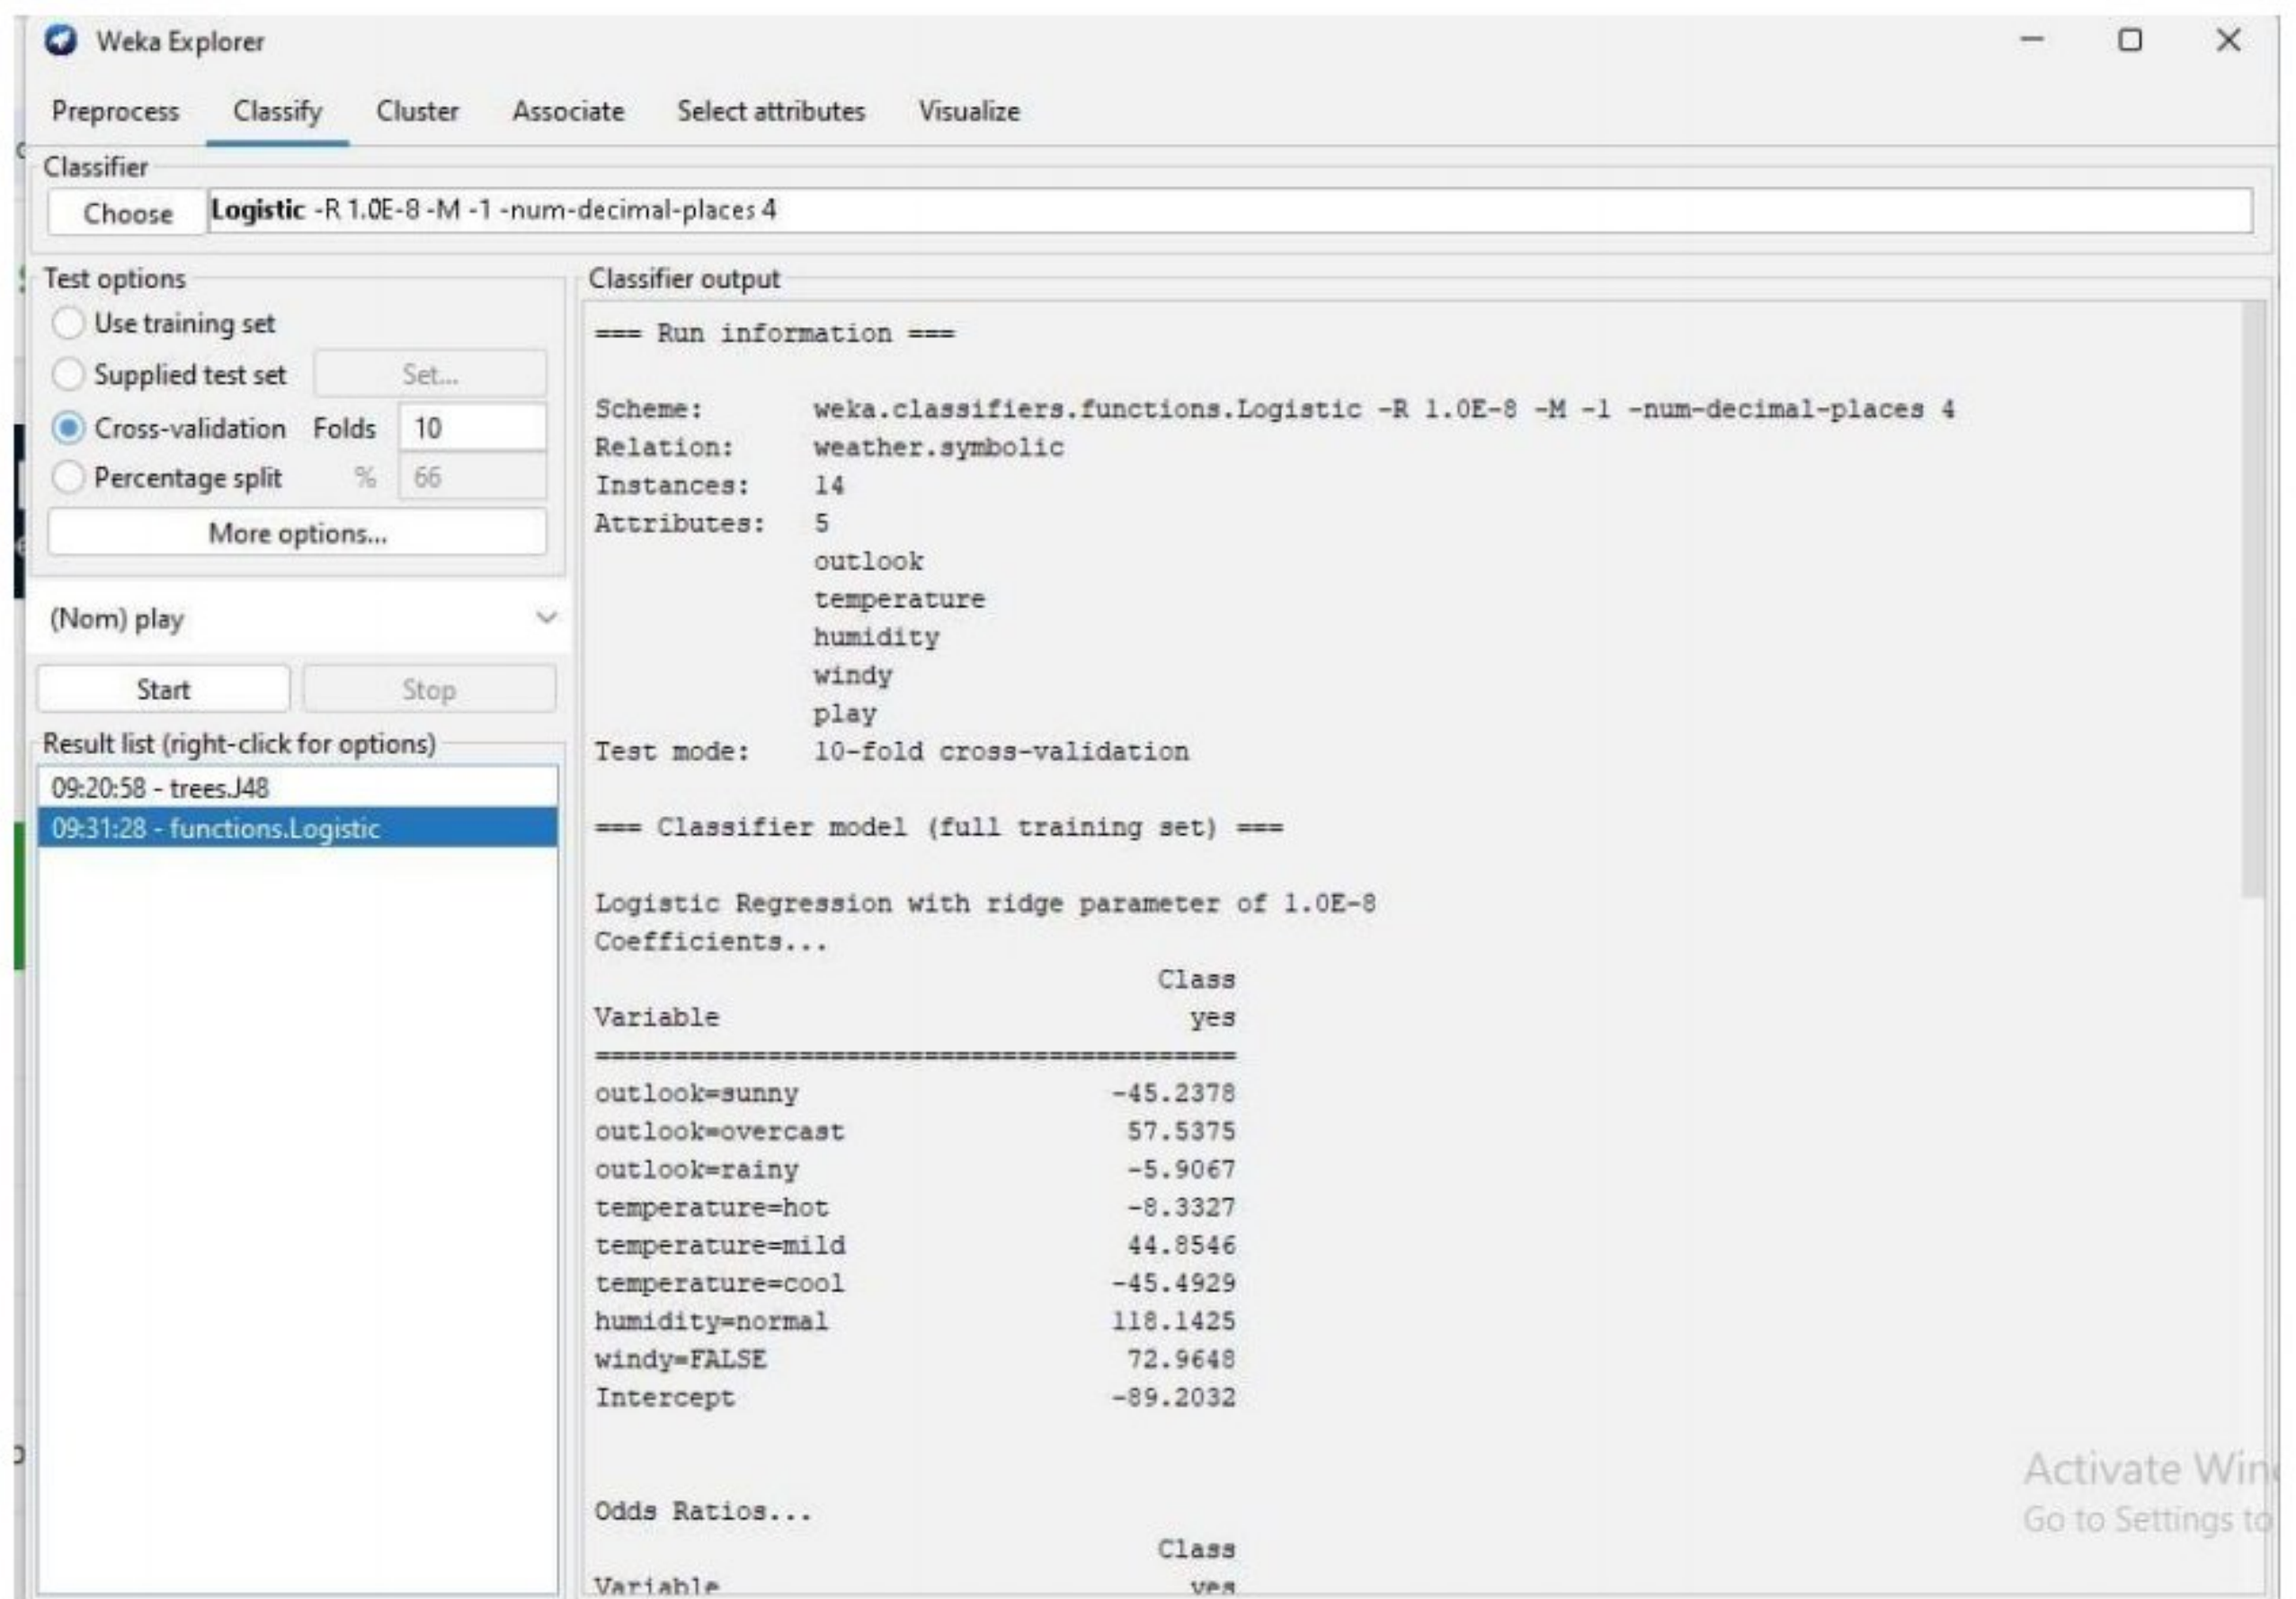 Weka Explorer
Preprocess Classify Cluster Associate Select attributes Visualize
Classifier
Choose Logistic -R 1.0E-8 -M -1 -num-decimal-places 4
Test options
Use training set
Supplied test set Set...
Cross-validation Folds 10
Percentage split % 66
More options...
(Nom) play
Start Stop
Result list (right-click for options)
09:20:58 - trees.J48
09:31:28 - functions.Logistic
Classifier output
=== Run information ===
Scheme: weka.classifiers.functions.Logistic -R 1.0E-8 -M -1 -num-decimal-places 4
Relation: weather.symbolic
Instances: 14
Attributes: 5
outlook
temperature
humidity
windy
play
Test mode: 10-fold cross-validation
=== Classifier model (full training set) ===
Logistic Regression with ridge parameter of 1.0E-8
Coefficients...
Class
Variable yes
=========================================
outlook=sunny -45.2378
outlook=overcast 57.5375
outlook=rainy -5.9067
temperature=hot -8.3327
temperature=mild 44.8546
temperature=cool -45.4929
humidity=normal 118.1425
windy=FALSE 72.9648
Intercept -89.2032
Odds Ratios...
Class
Variable yes
Activate Win
Go to Settings to